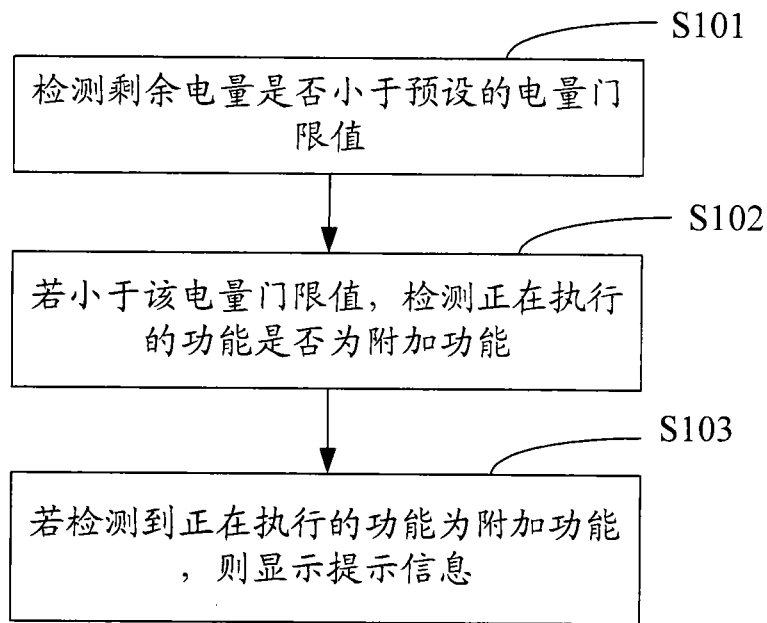 S101
检测剩余电量是否小于预设的电量门
限值
S102
若小于该电量门限值，检测正在执行
的功能是否为附加功能
S103
若检测到正在执行的功能为附加功能
，则显示提示信息